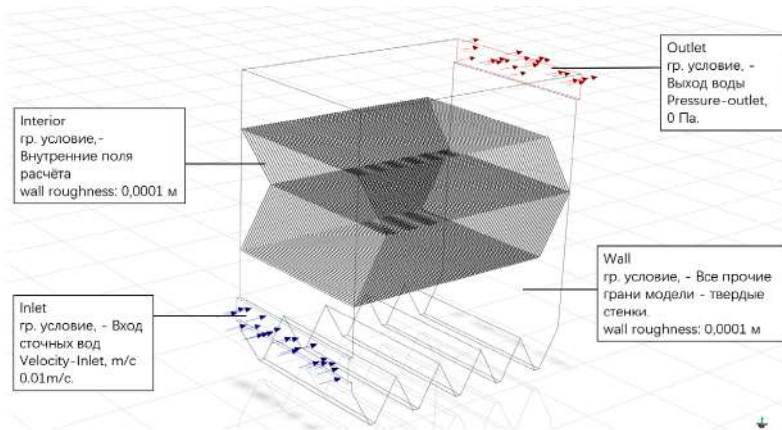 Outlet
гр. условие, -
Выход воды
Pressure-outlet,
0 Па.
Interior
гр. условие,-
Внутренние поля
расчёта
wall roughness: 0,0001 м
Wall
гр. условие, - Все прочие
грани модели - твердые
стенки.
wall roughness: 0,0001 м
Inlet
гр. условие, - Вход
сточных вод
Velocity-Inlet, m/c
0.01m/c.